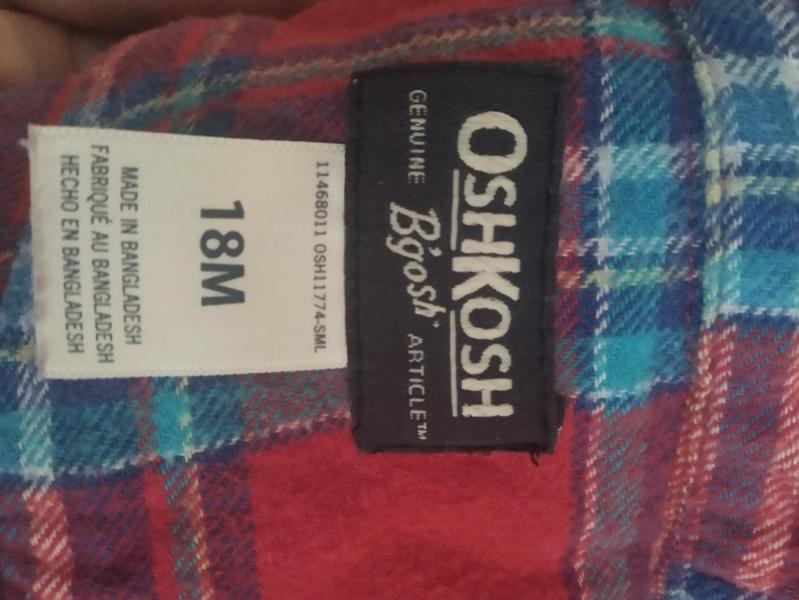 OSHKOSH
GENUINE B'gosh ARTICLE™
11468011 OSH11774-SML
18M
MADE IN BANGLADESH
FABRIQUÉ AU BANGLADESH
HECHO EN BANGLADESH